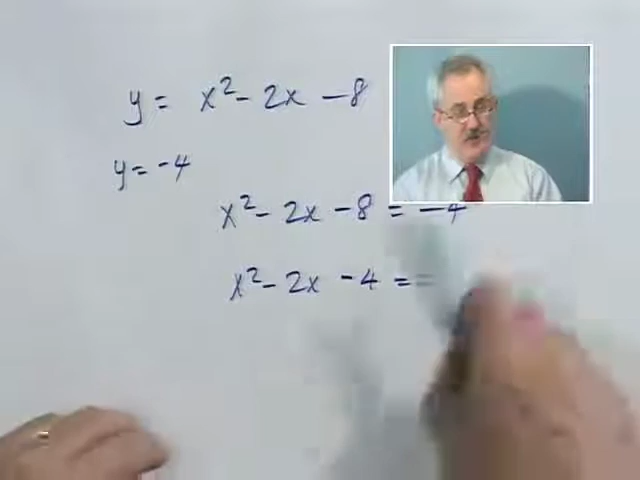 y = x² - 2x - 8
y = -4
x² - 2x - 8 = -4
x² - 2x - 4 = =